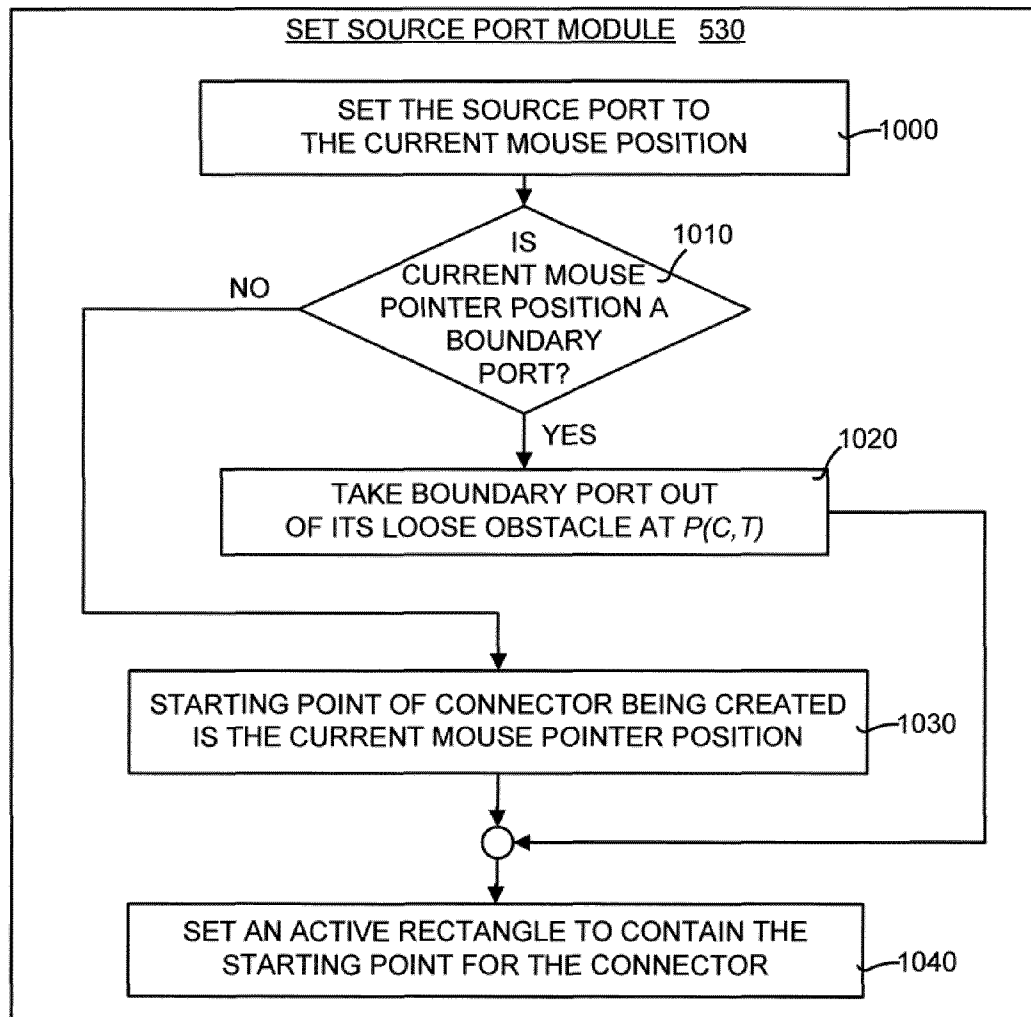 SET SOURCE PORT MODULE 530
SET THE SOURCE PORT TO
THE CURRENT MOUSE POSITION
1000
IS
CURRENT MOUSE
POINTER POSITION A
BOUNDARY
PORT?
1010
NO
YES
1020
TAKE BOUNDARY PORT OUT
OF ITS LOOSE OBSTACLE AT P(C,T)
STARTING POINT OF CONNECTOR BEING CREATED
IS THE CURRENT MOUSE POINTER POSITION
1030
SET AN ACTIVE RECTANGLE TO CONTAIN THE
STARTING POINT FOR THE CONNECTOR
1040